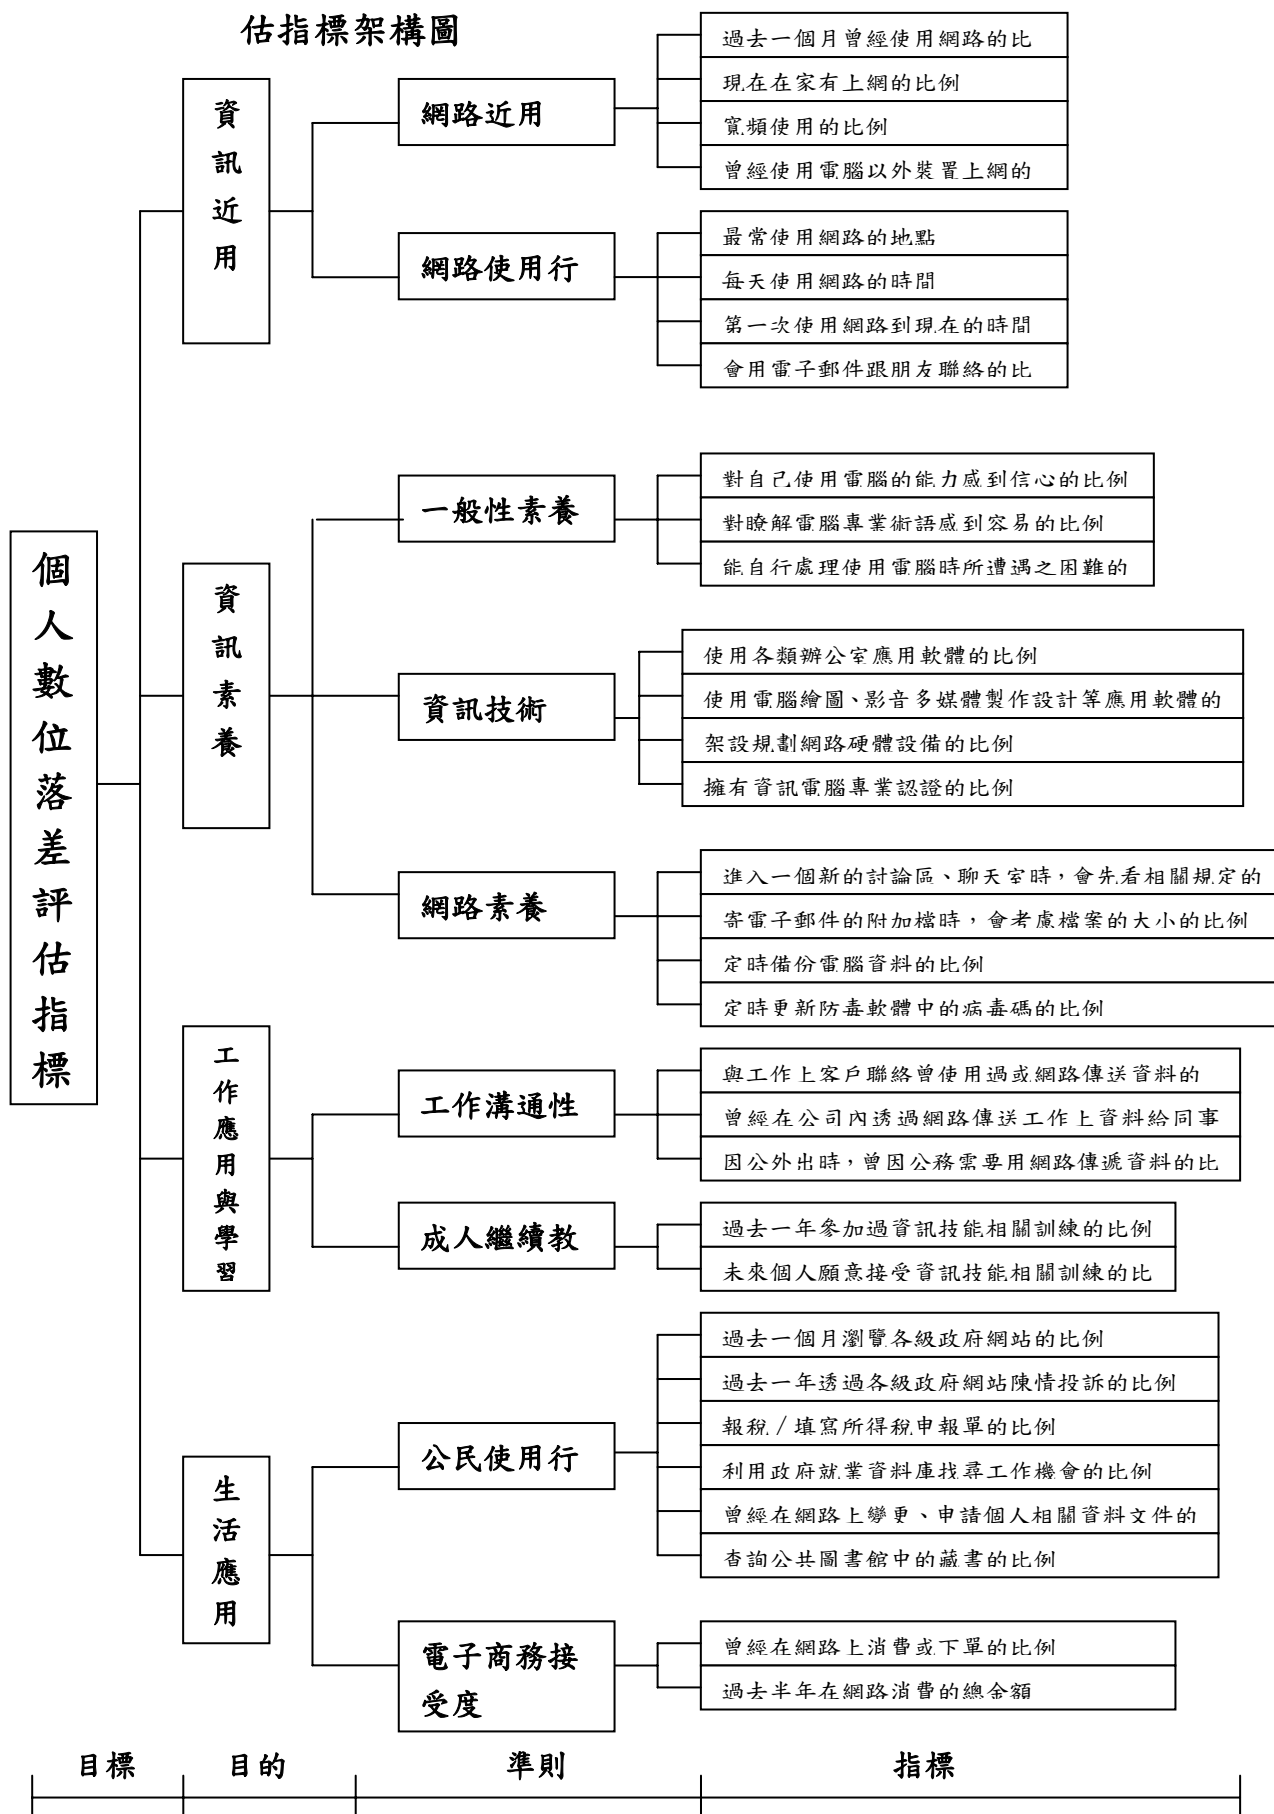 估指標架構圖
個人數位落差評估指標
資訊近用
網路近用
過去一個月曾經使用網路的比
現在在家有上網的比例
寬頻使用的比例
曾經使用電腦以外裝置上網的
網路使用行
最常使用網路的地點
每天使用網路的時間
第一次使用網路到現在的時間
會用電子郵件跟朋友聯絡的比
資訊素養
一般性素養
對自己使用電腦的能力感到信心的比例
對瞭解電腦專業術語感到容易的比例
能自行處理使用電腦時所遭遇之困難的
資訊技術
使用各類辦公室應用軟體的比例
使用電腦繪圖、影音多媒體製作設計等應用軟體的
架設規劃網路硬體設備的比例
擁有資訊電腦專業認證的比例
網路素養
進入一個新的討論區、聊天室時，會先看相關規定的
寄電子郵件的附加檔時，會考慮檔案的大小的比例
定時備份電腦資料的比例
定時更新防毒軟體中的病毒碼的比例
工作應用與學習
工作溝通性
與工作上客戶聯絡曾使用過或網路傳送資料的
曾經在公司內透過網路傳送工作上資料給同事
因公外出時，曾因公務需要用網路傳遞資料的比
成人繼續教
過去一年參加過資訊技能相關訓練的比例
未來個人願意接受資訊技能相關訓練的比
生活應用
公民使用行
過去一個月瀏覽各級政府網站的比例
過去一年透過各級政府網站陳情投訴的比例
報稅／填寫所得稅申報單的比例
利用政府就業資料庫找尋工作機會的比例
曾經在網路上變更、申請個人相關資料文件的
查詢公共圖書館中的藏書的比例
電子商務接
受度
曾經在網路上消費或下單的比例
過去半年在網路消費的總金額
目標
目的
準則
指標